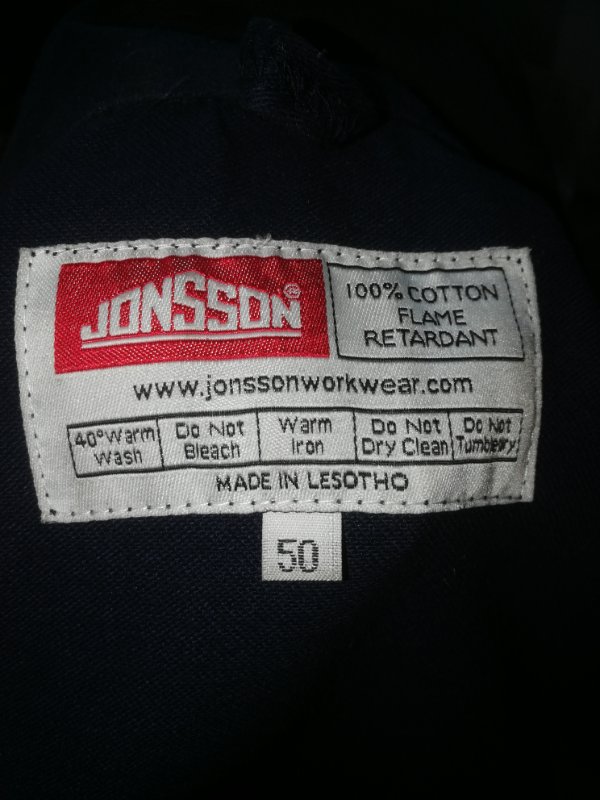 JONSSON®
100% COTTON
FLAME
RETARDANT
www.jonssonworkwear.com
40°Warm
Wash
Do Not
Bleach
Warm
Iron
Do Not
Dry Clean
Do Not
Tumbledry
MADE IN LESOTHO
50